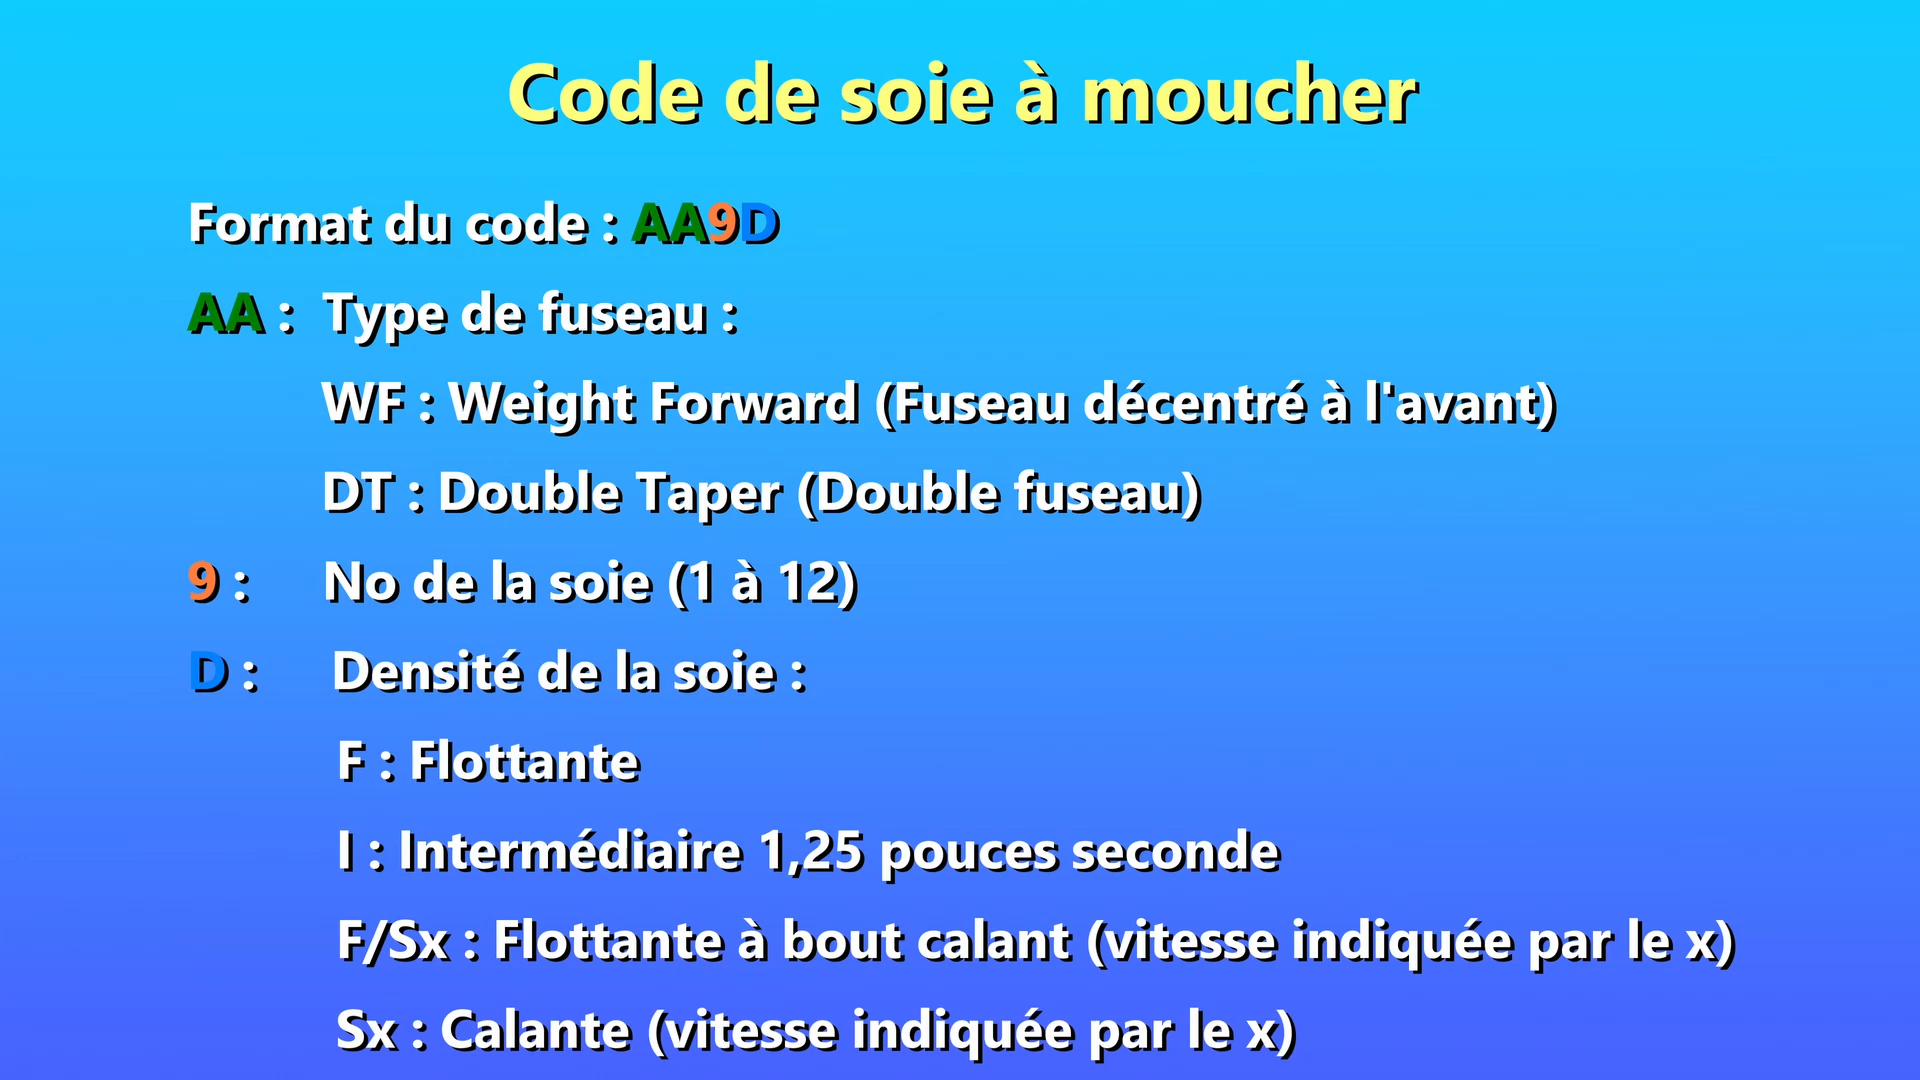 Code de soie à moucher
Format du code : AA9D
AA : Type de fuseau :
WF : Weight Forward (Fuseau décentré à l'avant)
DT : Double Taper (Double fuseau)
9 : No de la soie (1 à 12)
D : Densité de la soie :
F : Flottante
I : Intermédiaire 1,25 pouces seconde
F/Sx : Flottante à bout calant (vitesse indiquée par le x)
Sx : Calante (vitesse indiquée par le x)